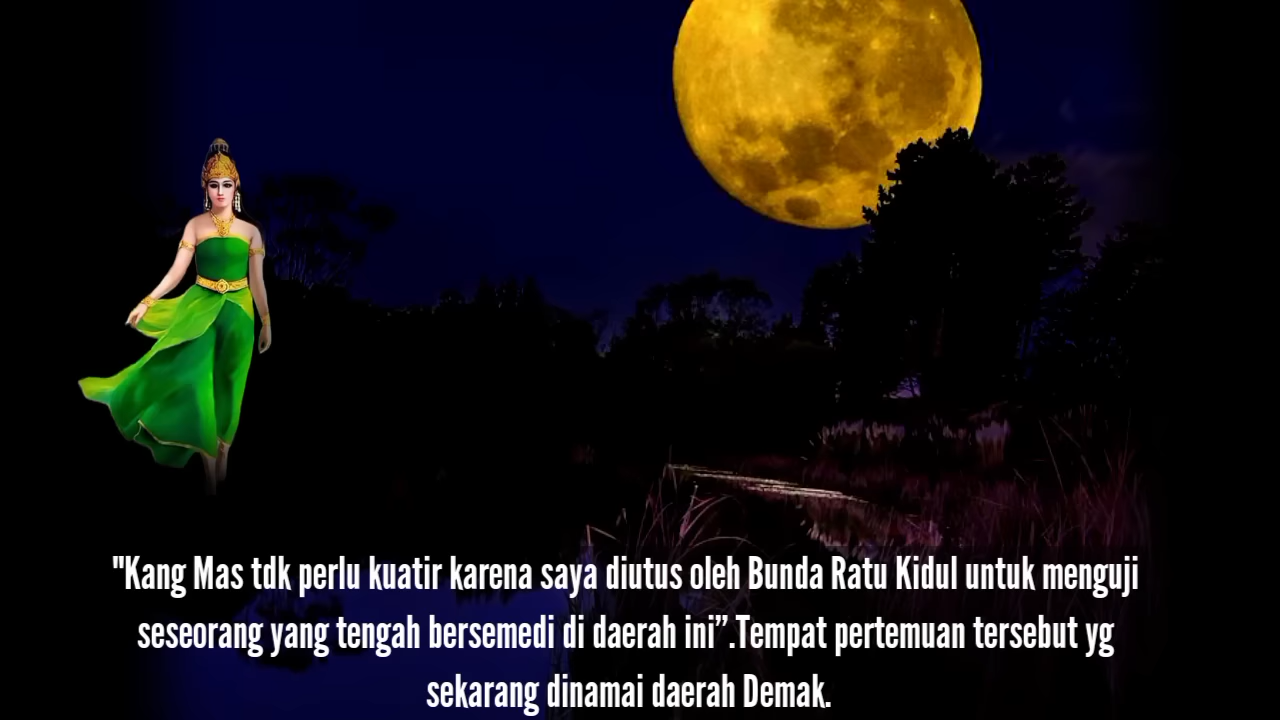 "Kang Mas tdk perlu kuatir karena saya diutus oleh Bunda Ratu Kidul untuk menguji
seseorang yang tengah bersemedi di daerah ini”.Tempat pertemuan tersebut yg
sekarang dinamai daerah Demak.